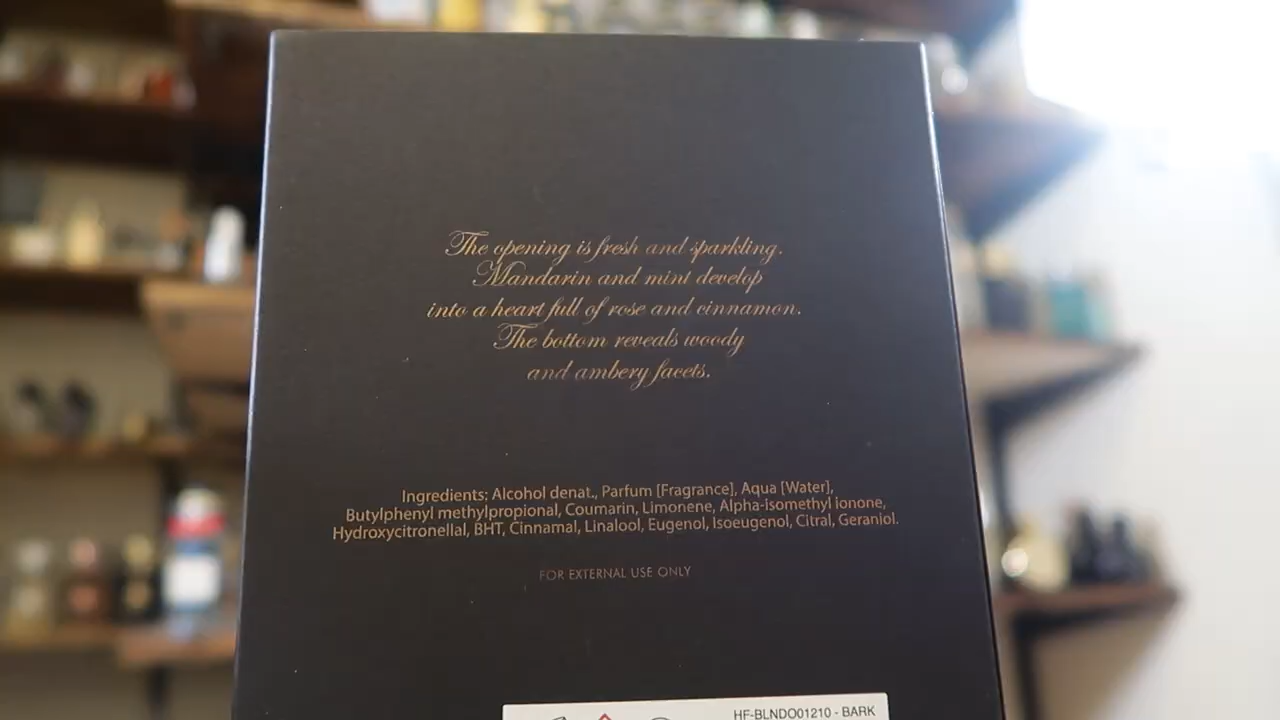 The opening is fresh and sparkling.
Mandarin and mint develop
into a heart full of rose and cinnamon.
The bottom reveals woody
and ambery facets.
Ingredients: Alcohol denat., Parfum [Fragrance], Aqua [Water],
Butylphenyl methylpropional, Coumarin, Limonene, Alpha-isomethyl ionone,
Hydroxycitronellal, BHT, Cinnamal, Linalool, Eugenol, Isoeugenol, Citral, Geraniol.
FOR EXTERNAL USE ONLY
HF-BLNDO01210 - BARK